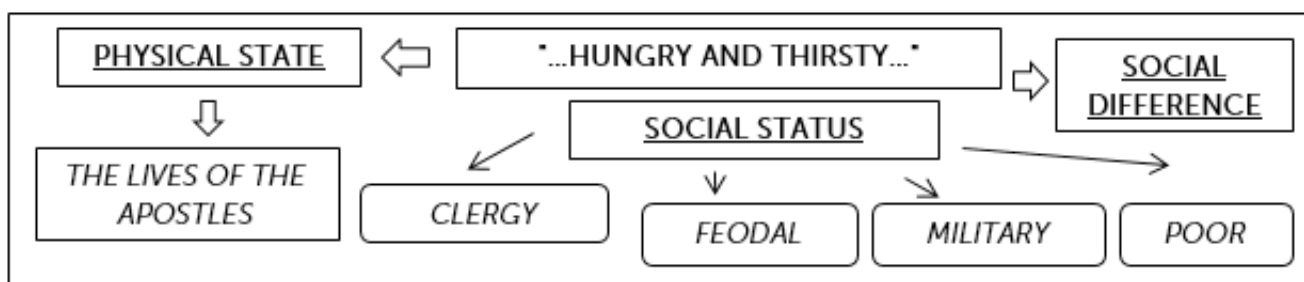 PHYSICAL STATE
"...HUNGRY AND THIRSTY..."
SOCIAL
DIFFERENCE
SOCIAL STATUS
THE LIVES OF THE
APOSTLES
CLERGY
FEODAL
MILITARY
POOR